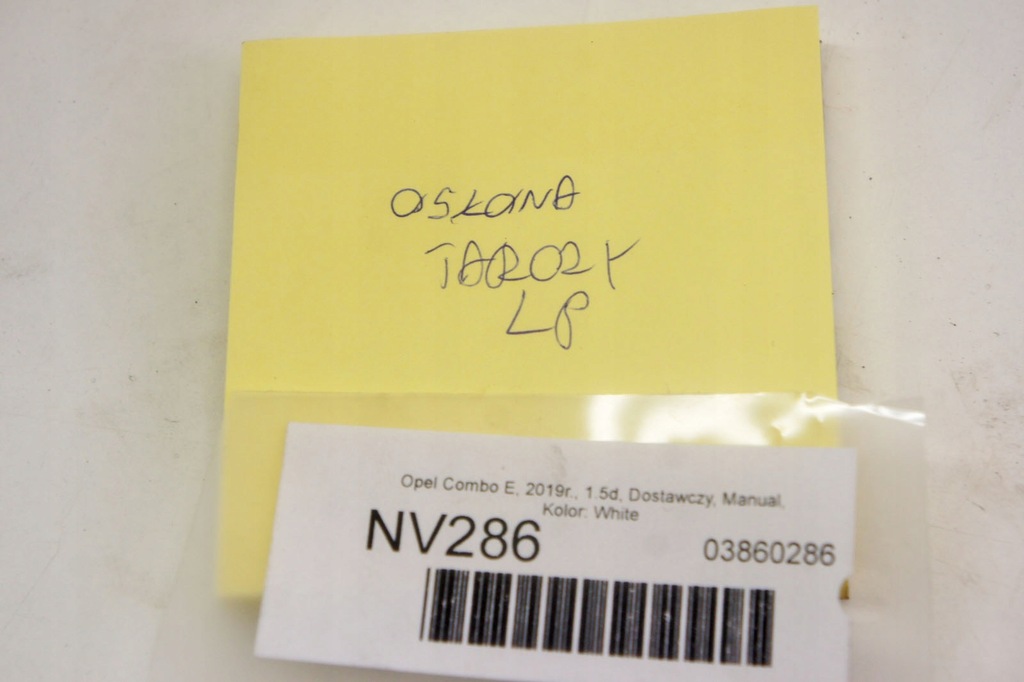 OSŁONA
TARCZY
LP
Opel Combo E, 2019r., 1.5d, Dostawczy, Manual,
Kolor: White
NV286 03860286